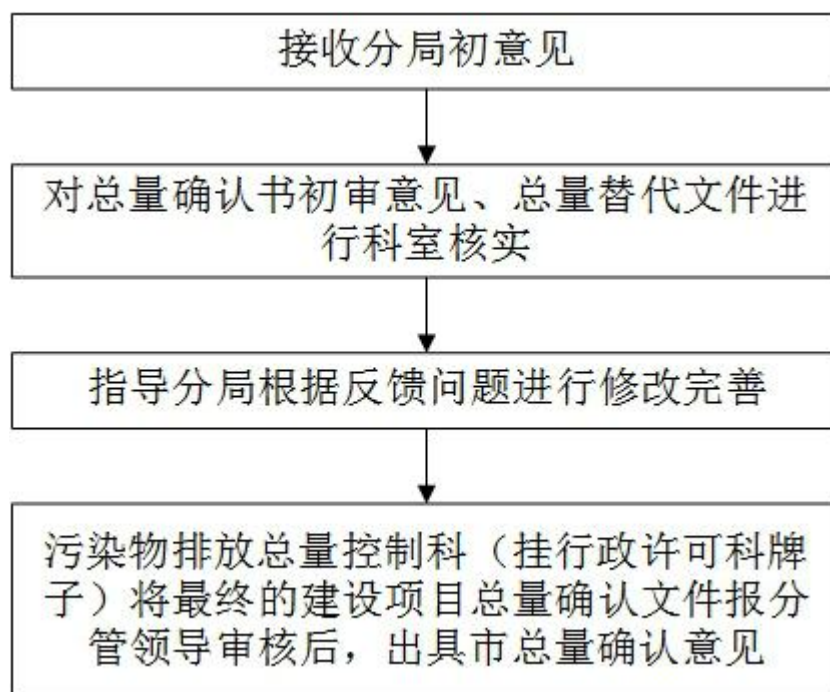 接收分局初意见
对总量确认书初审意见、总量替代文件进
行科室核实
指导分局根据反馈问题进行修改完善
污染物排放总量控制科（挂行政许可科牌
子）将最终的建设项目总量确认文件报分
管领导审核后，出具市总量确认意见